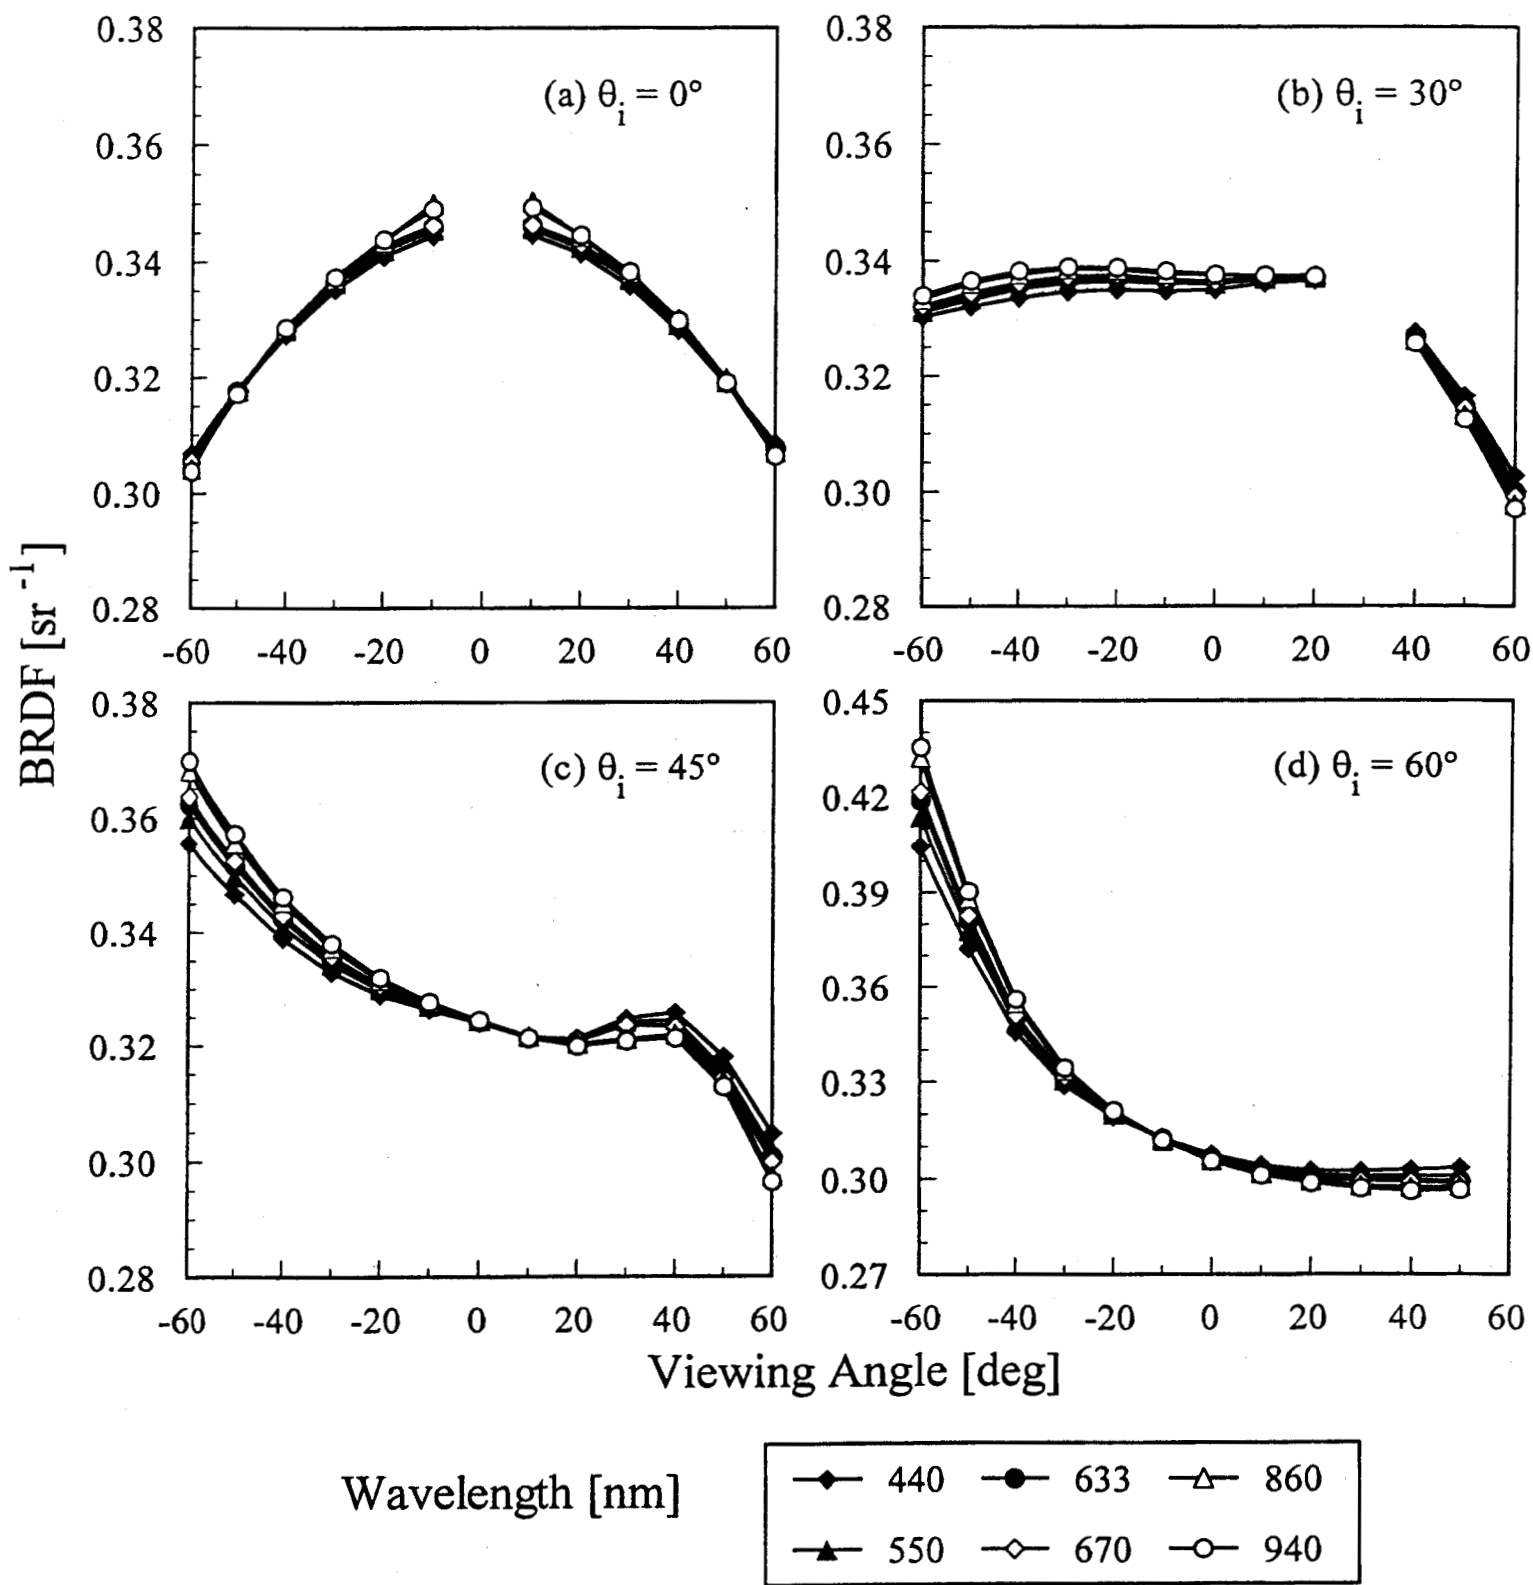 0.38
0.36
0.34
0.32
0.30
0.28
(a) θi = 0°
-60 -40 -20 0 20 40 60
0.38
0.36
0.34
0.32
0.30
0.28
(b) θi = 30°
-60 -40 -20 0 20 40 60
BRDF [sr -1]
0.38
0.36
0.34
0.32
0.30
0.28
(c) θi = 45°
-60 -40 -20 0 20 40 60
0.45
0.42
0.39
0.36
0.33
0.30
0.27
(d) θi = 60°
-60 -40 -20 0 20 40 60
Viewing Angle [deg]
Wavelength [nm]
440 633 860
550 670 940